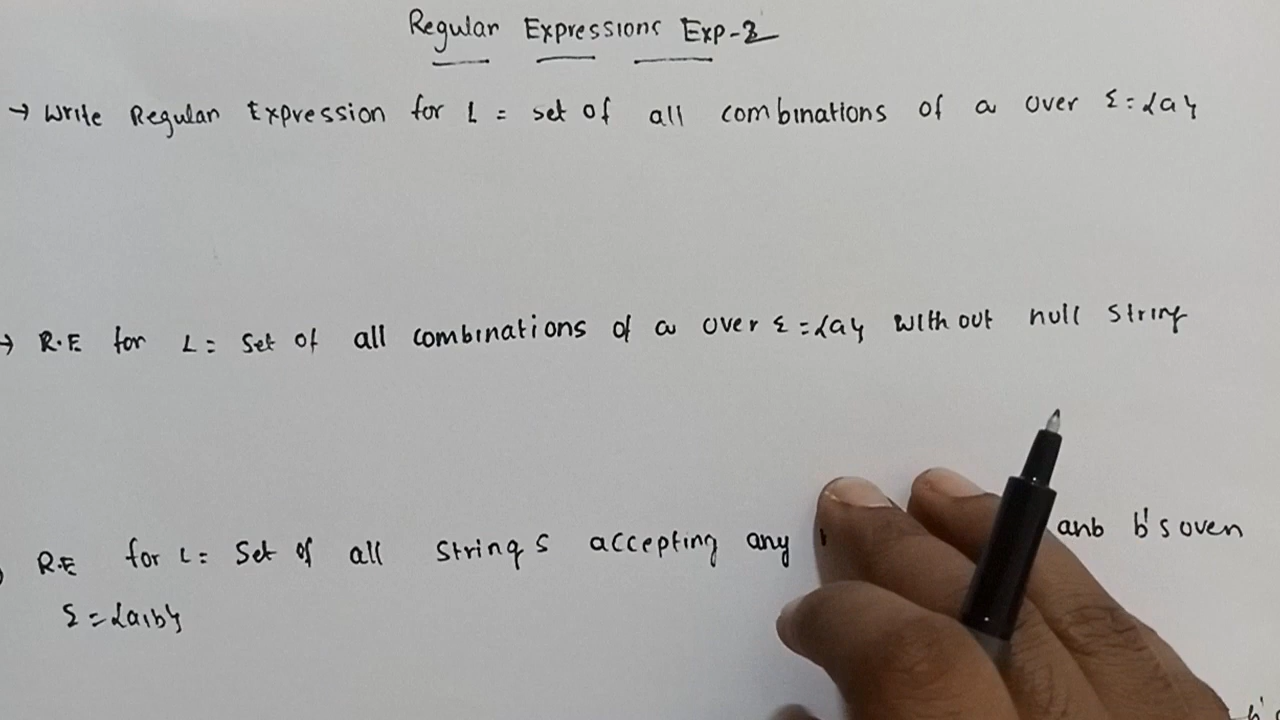 Regular Expressions Exp-2
→ Write Regular Expression for L = set of all combinations of a over Σ={a}
→ R.E for L = Set of all combinations of a over Σ={a} without null string
R.E for L = Set of all strings accepting any anb b's over
Σ={a,b}